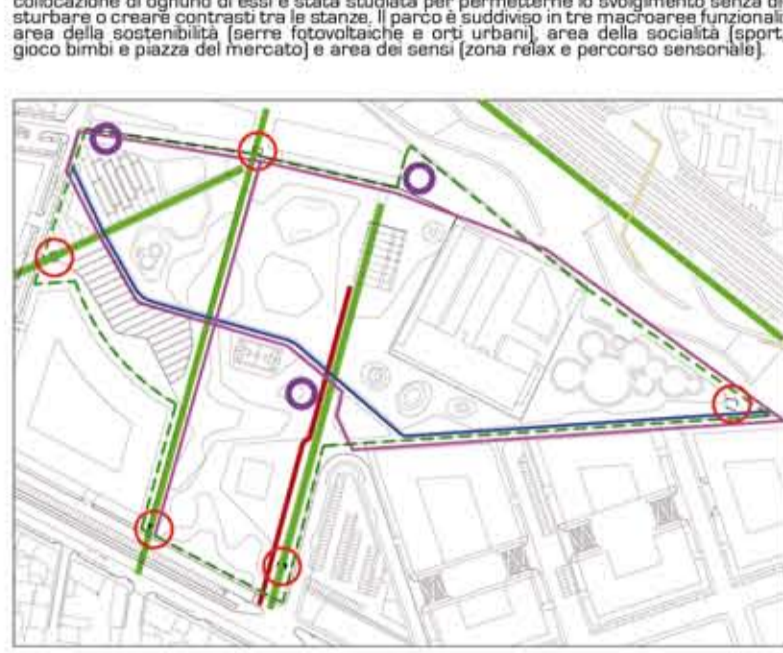 collocazione di ognuno di essi è stata studiata per permetterne lo svolgimento senza di
sturbare o creare contrasti tra le stanze. Il parco è suddiviso in tre macroaree funzionali
area della sostenibilità (serre fotovoltaiche e orti urbani), area della socialità (sport,
gioco bimbi e piazza del mercato) e area dei sensi (zona relax e percorso sensoriale).